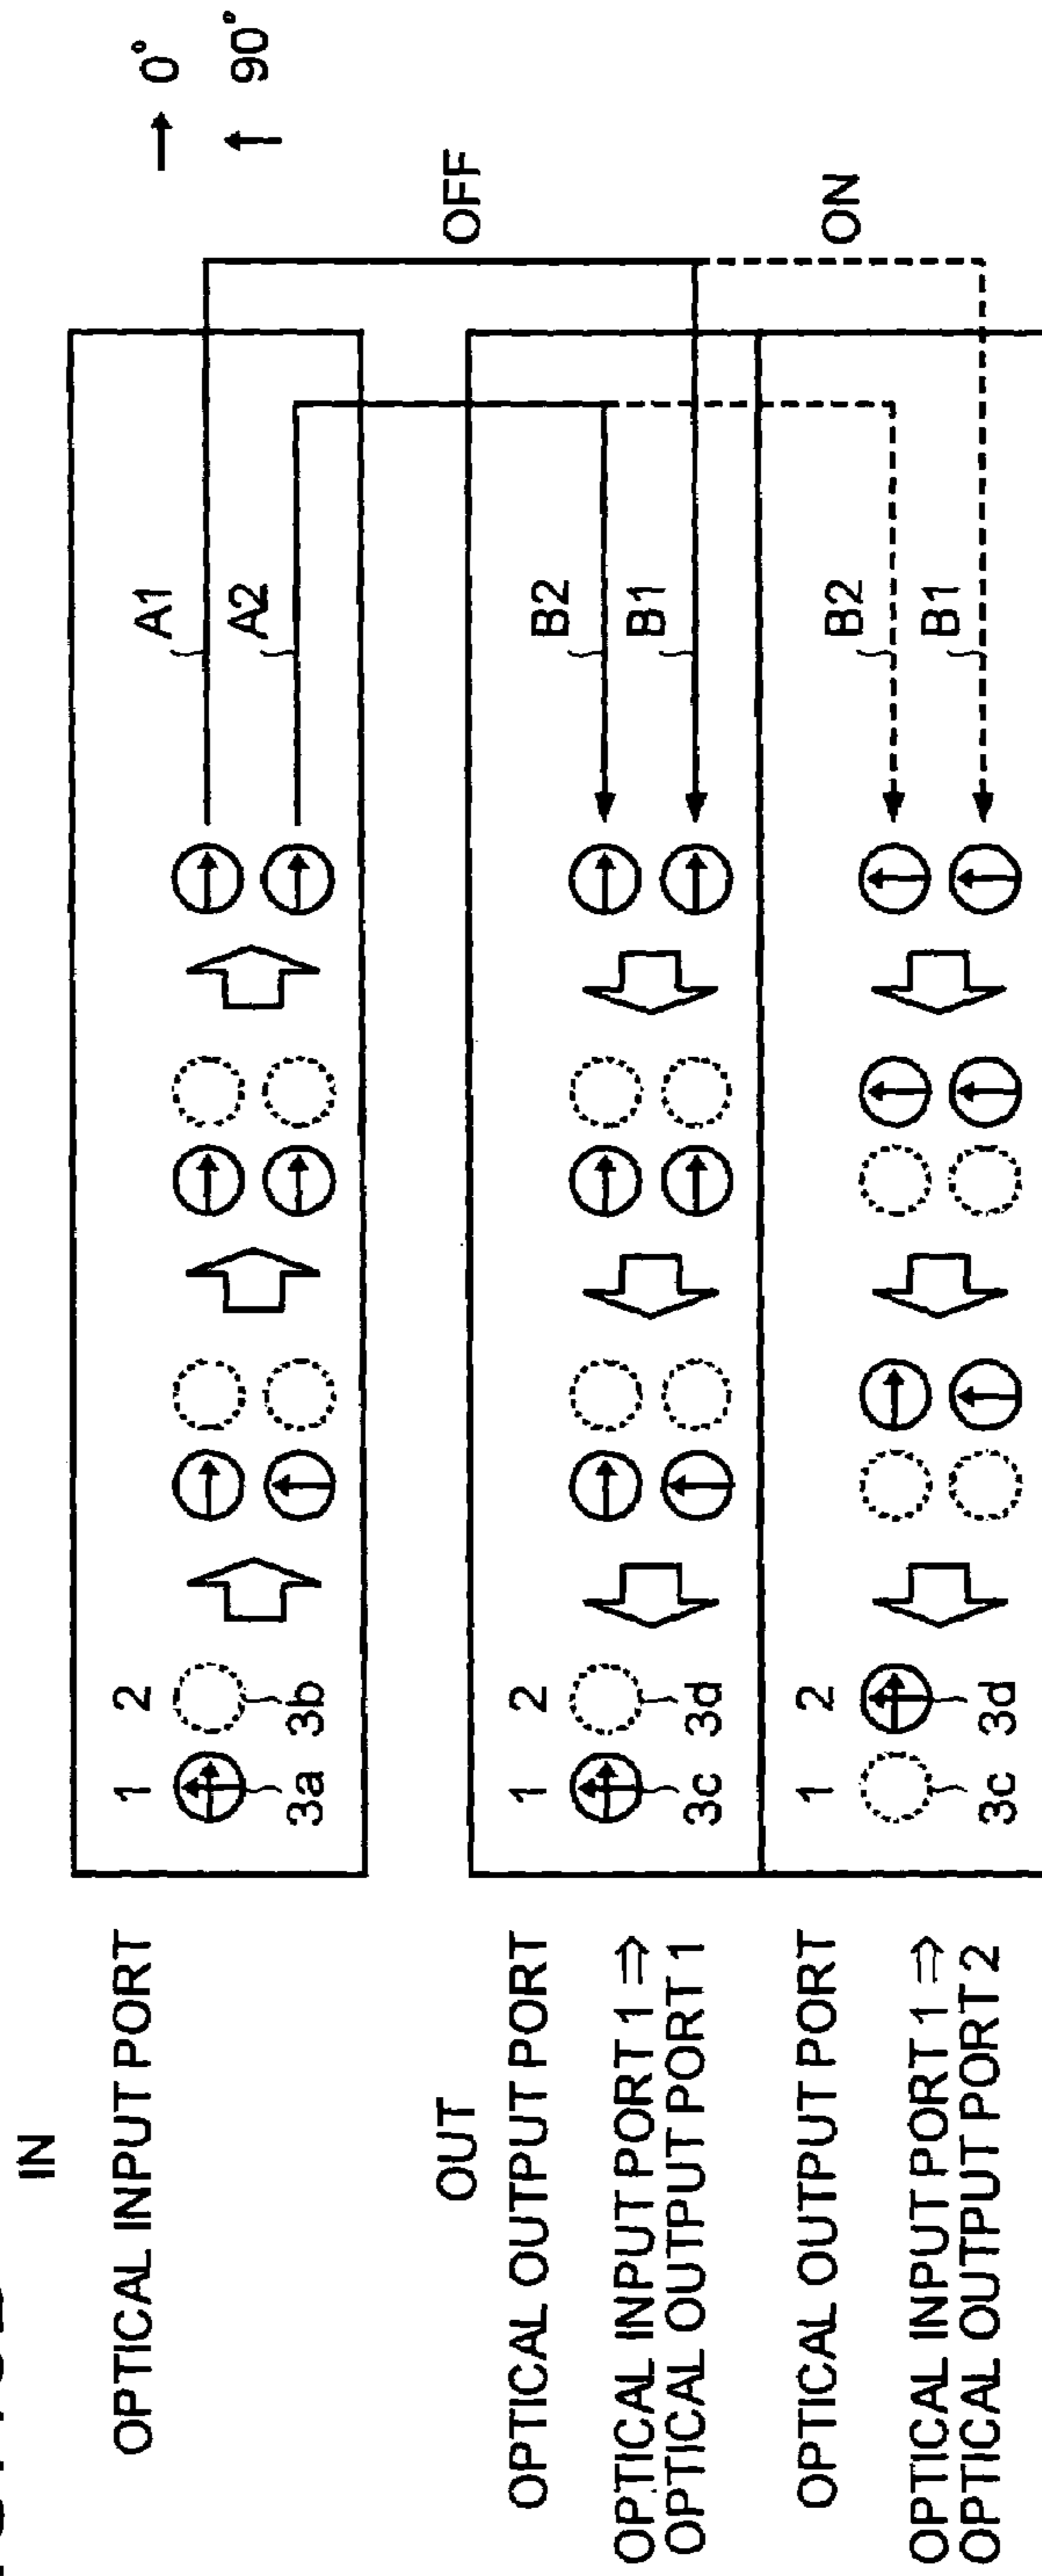 IN
OPTICAL INPUT PORT
1 2
3a 3b
A1
A2
0°
90°
OUT
OPTICAL OUTPUT PORT
OPTICAL INPUT PORT 1 ⇒
OPTICAL OUTPUT PORT 1
1 2
3c 3d
B2
B1
OFF
OPTICAL OUTPUT PORT
OPTICAL INPUT PORT 1 ⇒
OPTICAL OUTPUT PORT 2
1 2
3c 3d
B2
B1
ON